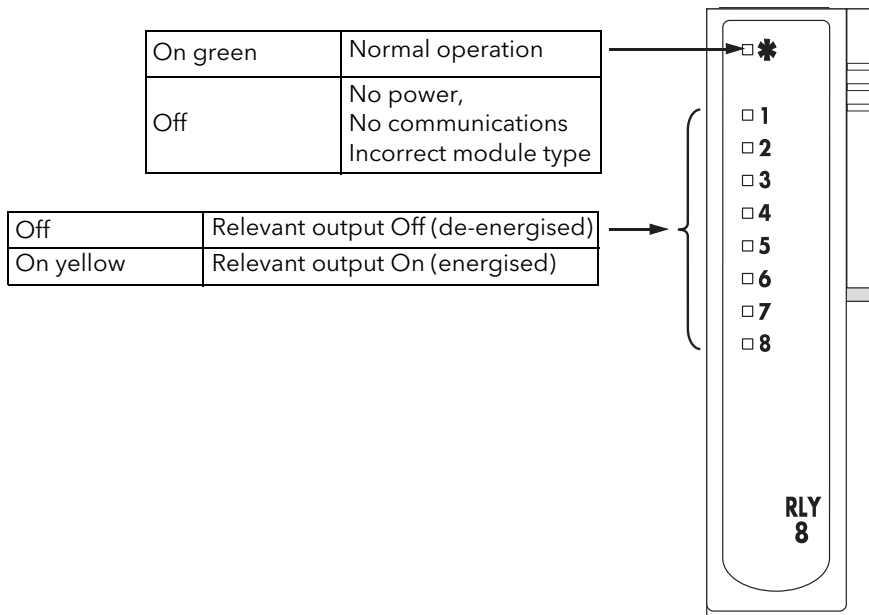 On green Normal operation
Off No power,
No communications
Incorrect module type
Off Relevant output Off (de-energised)
On yellow Relevant output On (energised)
✱
1
2
3
4
5
6
7
8
RLY
8